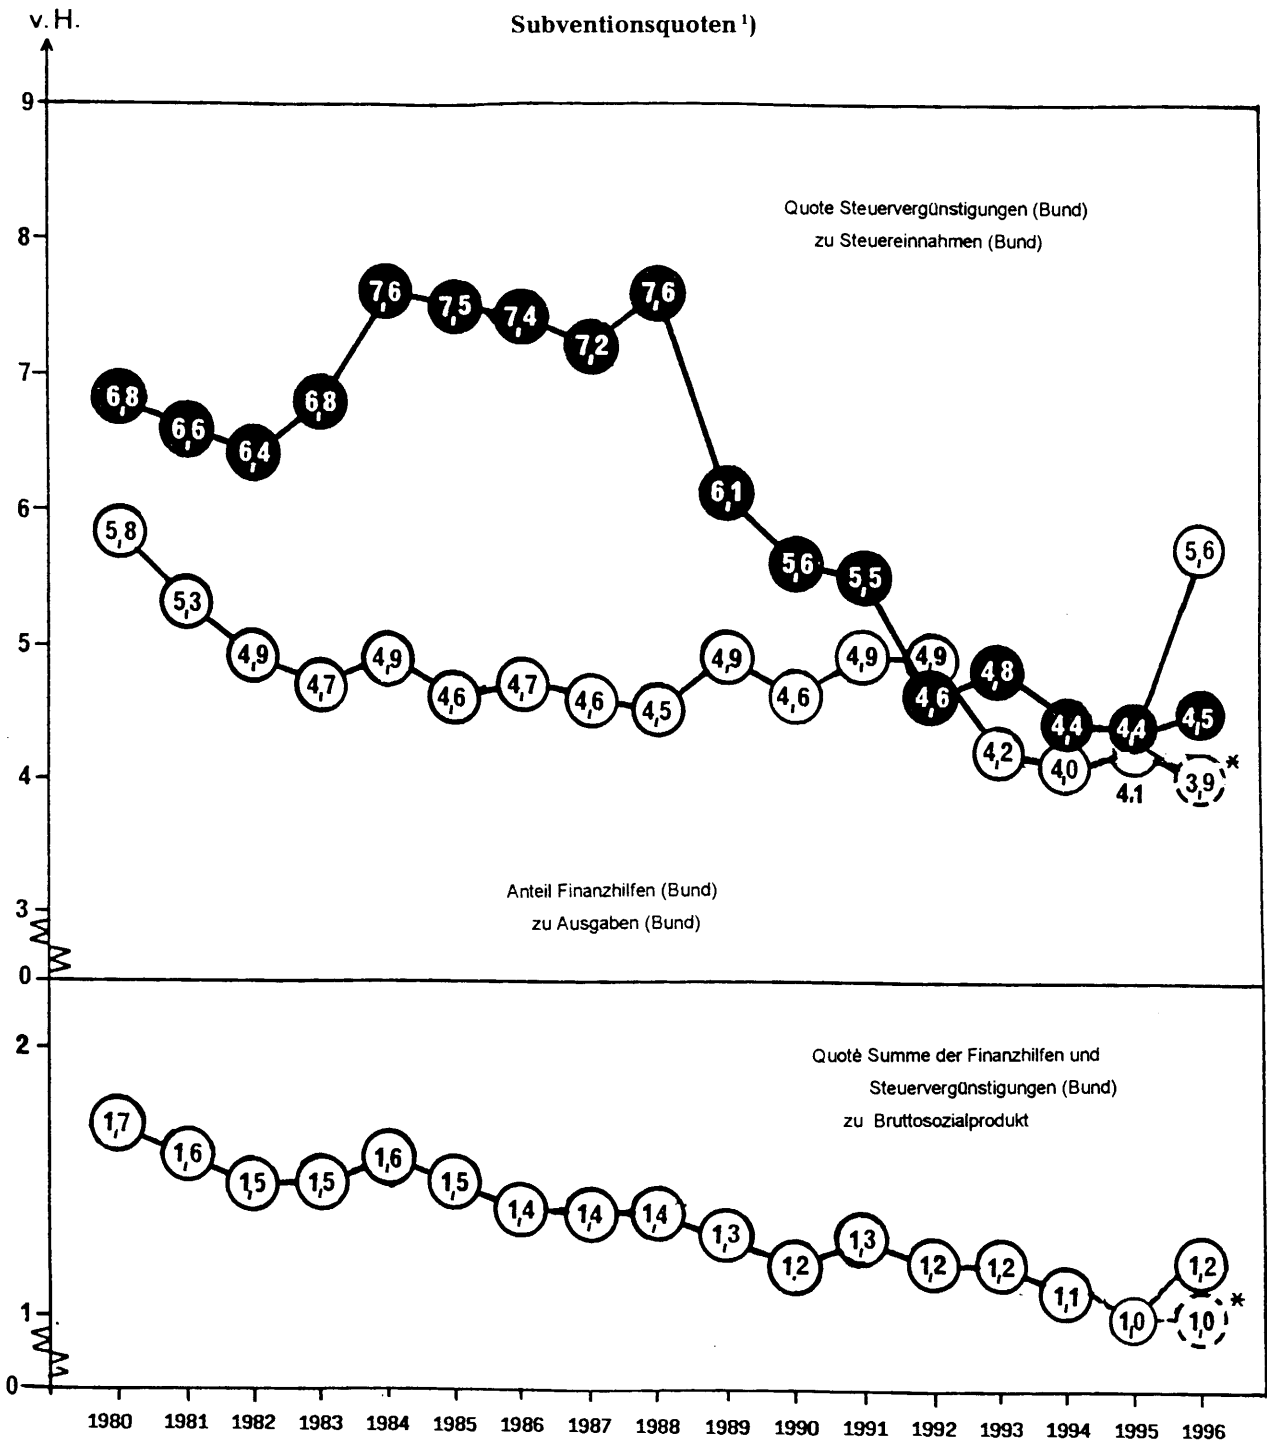 v. H.
Subventionsquoten ¹)
9
Quote Steuervergünstigungen (Bund)
zu Steuereinnahmen (Bund)
8
7,6 7,5 7,4 7,2 7,6
7
6,8 6,6 6,4 6,8
6,1
6
5,8 5,6 5,5 5,6
5,3
5
4,9 4,7 4,9 4,6 4,7 4,6 4,5 4,9 4,6 4,9 4,9
4,6 4,8 4,4 4,4 4,5
4,2 4,0 4,1 3,9 *
4
Anteil Finanzhilfen (Bund)
zu Ausgaben (Bund)
3
0
2
Quote Summe der Finanzhilfen und
Steuervergünstigungen (Bund)
zu Bruttosozialprodukt
1,7 1,6 1,5 1,5 1,6 1,5 1,4 1,4 1,4 1,3 1,2 1,3 1,2 1,2 1,1 1,0 1,2
1,0 *
1
0
1980 1981 1982 1983 1984 1985 1986 1987 1988 1989 1990 1991 1992 1993 1994 1995 1996